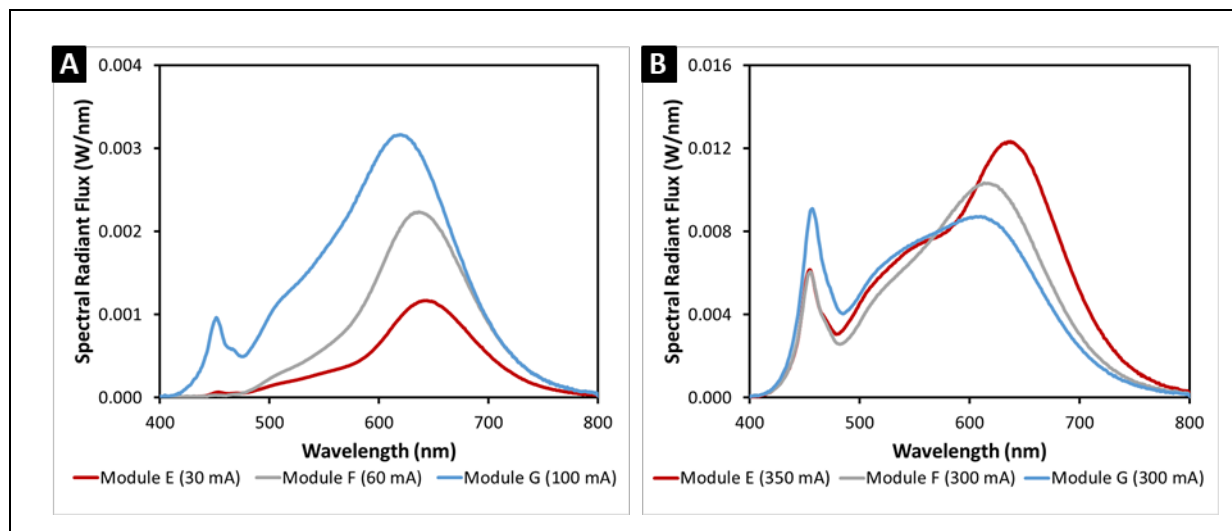 A
Spectral Radiant Flux (W/nm)
0.004
0.003
0.002
0.001
0.000
400 500 600 700 800
Wavelength (nm)
Module E (30 mA) Module F (60 mA) Module G (100 mA)
B
Spectral Radiant Flux (W/nm)
0.016
0.012
0.008
0.004
0.000
400 500 600 700 800
Wavelength (nm)
Module E (350 mA) Module F (300 mA) Module G (300 mA)